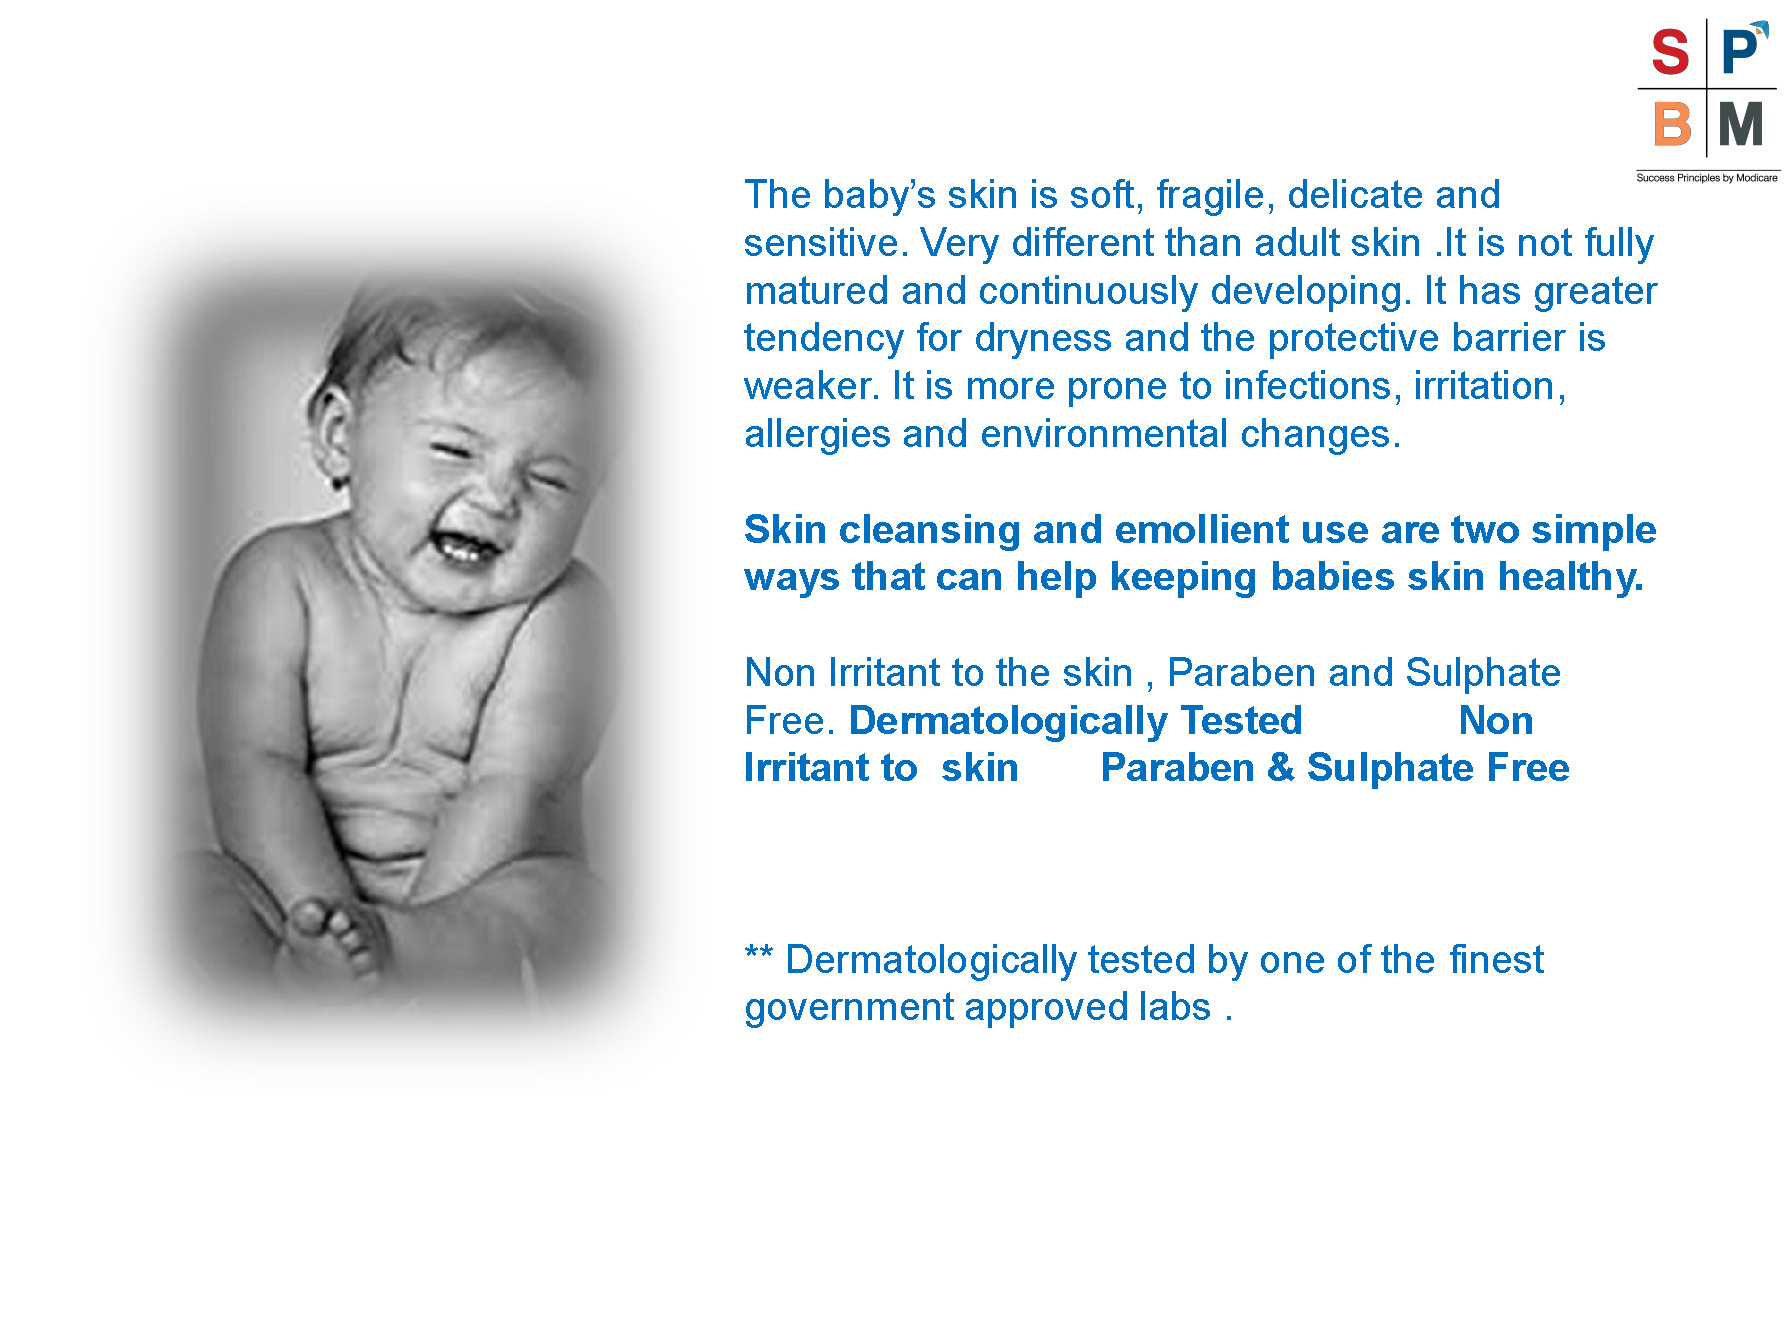 S P
B M
Success Principles by Modicare
The baby’s skin is soft, fragile, delicate and
sensitive. Very different than adult skin .It is not fully
matured and continuously developing. It has greater
tendency for dryness and the protective barrier is
weaker. It is more prone to infections, irritation,
allergies and environmental changes.
Skin cleansing and emollient use are two simple
ways that can help keeping babies skin healthy.
Non Irritant to the skin , Paraben and Sulphate
Free. Dermatologically Tested Non
Irritant to skin Paraben & Sulphate Free
** Dermatologically tested by one of the finest
government approved labs .